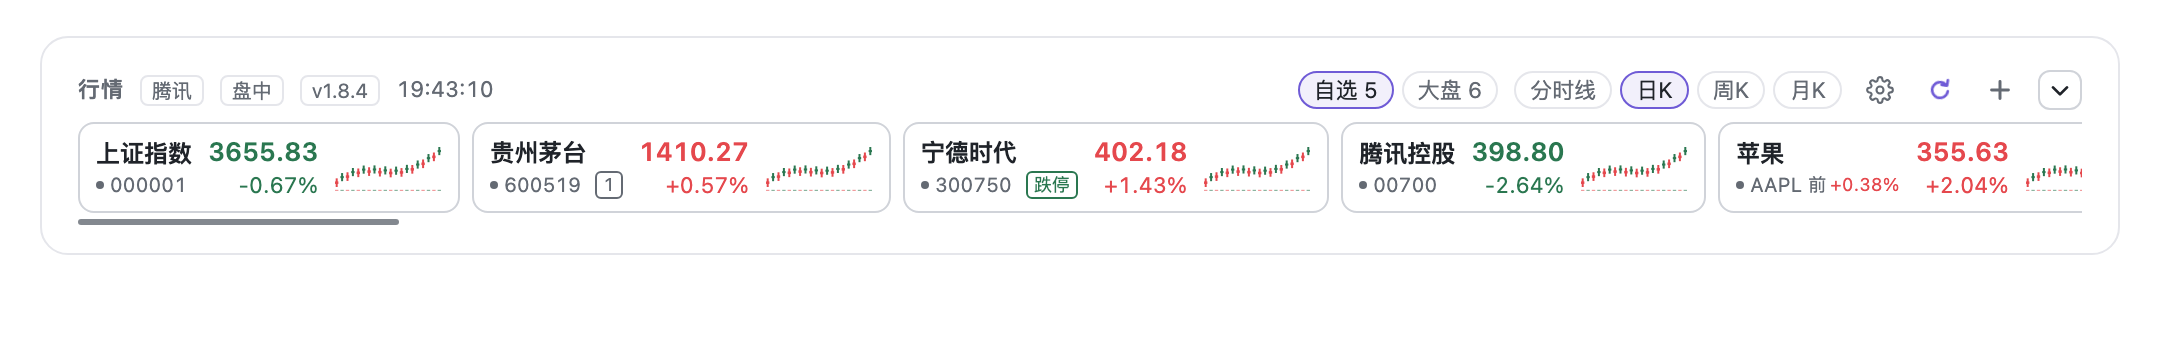 行情 腾讯 盘中 v1.8.4 19:43:10 自选 5 大盘 6 分时线 日K 周K 月K
上证指数 3655.83
000001 -0.67%
贵州茅台 1410.27
600519 1 +0.57%
宁德时代 402.18
300750 跌停 +1.43%
腾讯控股 398.80
00700 -2.64%
苹果 355.63
AAPL 前+0.38% +2.04%